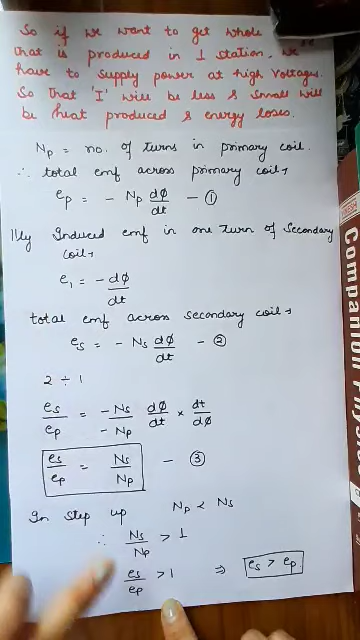 So if we want to get whole
that is produced in 1 station. We
have to supply power at high voltages.
So that 'I' will be less & small will
be heat produced & energy loses.
Np = no. of turns in primary coil.
∴ total emf across primary coil→
ep = - Np dφ/dt - ①
Illy Induced emf in one turn of Secondary
coil→
e1 = - dφ/dt
total emf across secondary coil→
es = - Ns dφ/dt - ②
2 ÷ 1
es/ep = -Ns/-Np dφ/dt × dt/dφ
es/ep = Ns/Np - ③
In step up Np < Ns
∴ Ns/Np > 1
es/ep > 1 ⇒ es > ep
Companion
Physics